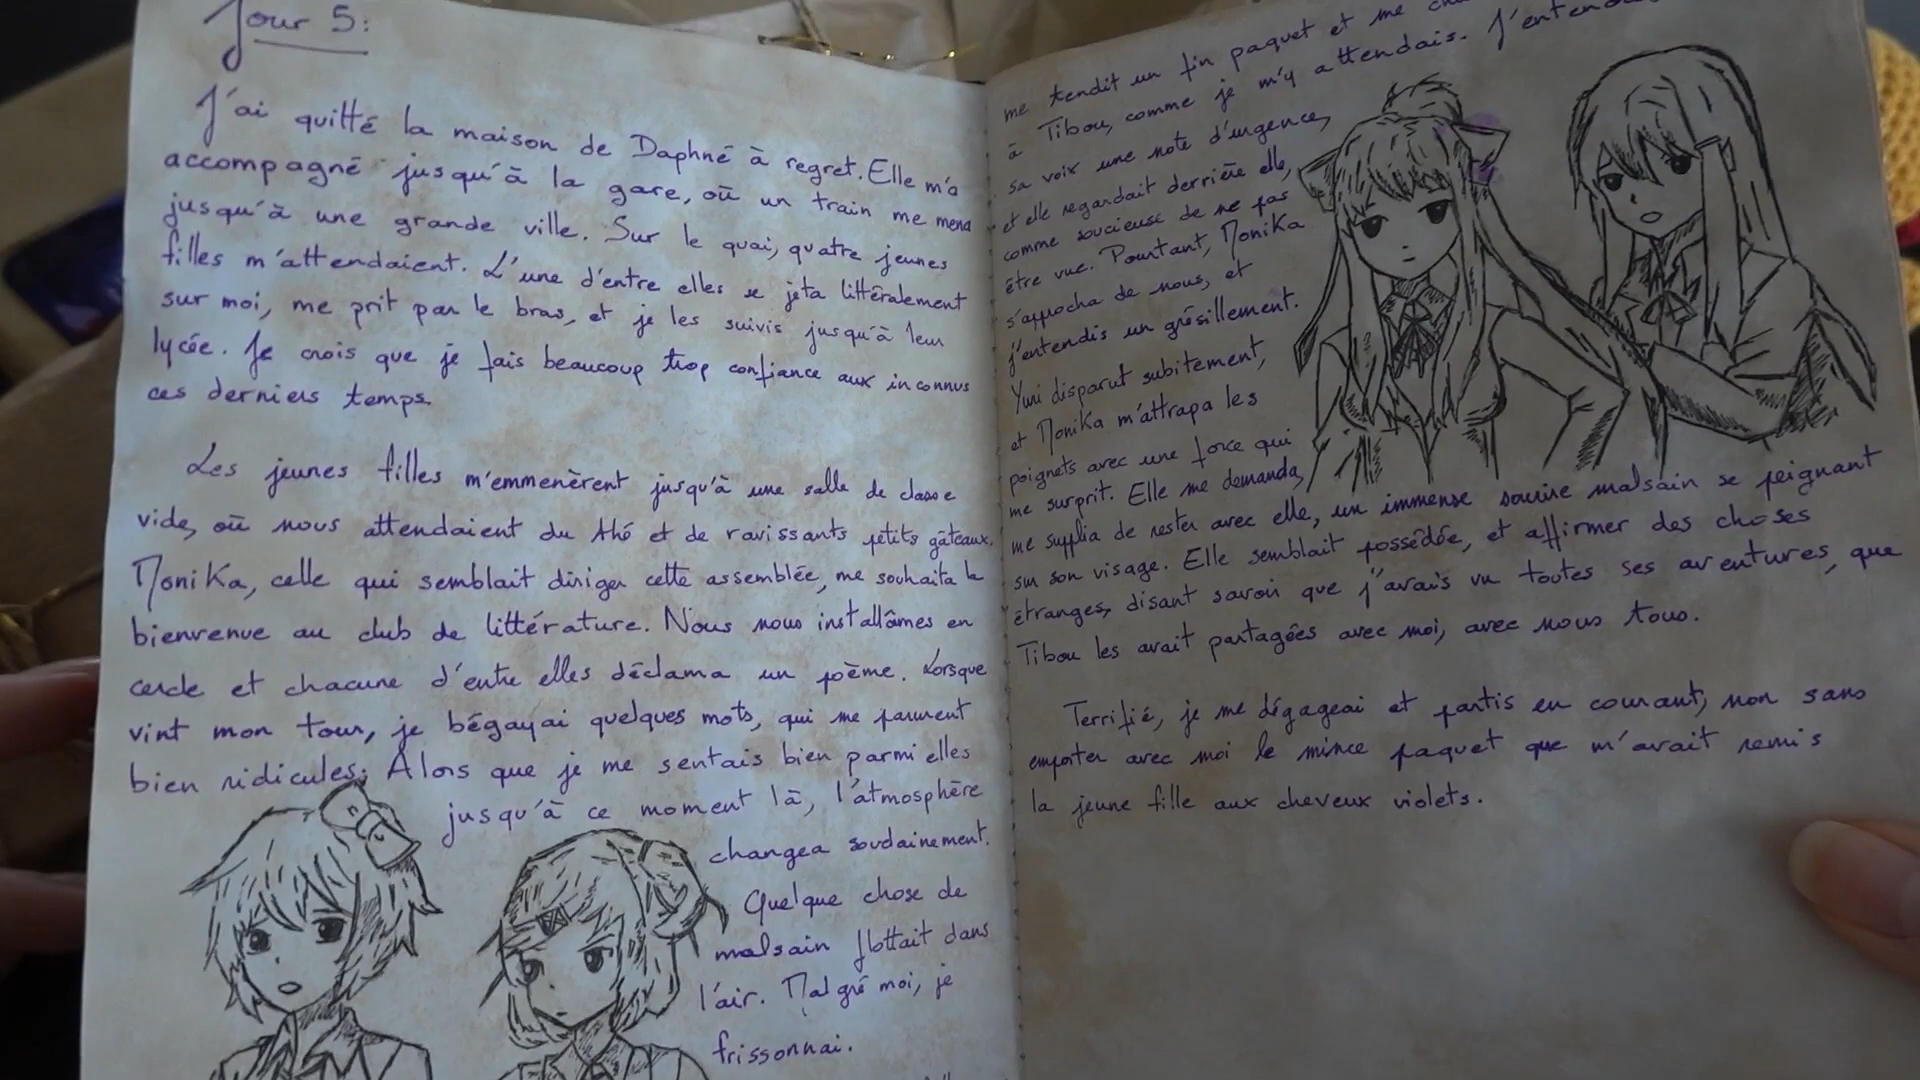 Jour 5:
J'ai quitté la maison de Daphné à regret. Elle m'a
accompagné jusqu'à la gare, où un train me mena
jusqu'à une grande ville. Sur le quai, quatre jeunes
filles m'attendaient. L'une d'entre elles se jeta littéralement
sur moi, me prit par le bras, et je les suivis jusqu'à leur
lycée. Je crois que je fais beaucoup trop confiance aux inconnus
ces derniers temps.
Les jeunes filles m'emmenèrent jusqu'à une salle de classe
vide, où nous attendaient du thé et de ravissants petits gâteaux.
Monika, celle qui semblait diriger cette assemblée, me souhaita la
bienvenue au club de littérature. Nous nous installâmes en
cercle et chacune d'entre elles déclama un poème. Lorsque
vint mon tour, je bégayai quelques mots, qui me parurent
bien ridicules. Alors que je me sentais bien parmi elles
jusqu'à ce moment là, l'atmosphère
changea soudainement.
Quelque chose de
malsain flottait dans
l'air. Malgré moi, je
frissonnai.
me tendit un fin paquet et me
à Tibou, comme je m'y attendais. J'entendis
sa voix une note d'urgence,
et elle regardait derrière elle,
comme soucieuse de ne pas
être vue. Pourtant, Monika
s'approcha de nous, et
j'entendis un grésillement.
Yuri disparut subitement,
et Monika m'attrapa les
poignets avec une force qui
me surprit. Elle me demanda,
me supplia de rester avec elle, un immense sourire malsain se peignant
sur son visage. Elle semblait possédée, et affirmer des choses
étranges, disant savoir que j'avais vu toutes ses aventures, que
Tibou les avait partagées avec moi, avec nous tous.
Terrifié, je me dégageai et partis en courant, non sans
emporter avec moi le mince paquet que m'avait remis
la jeune fille aux cheveux violets.